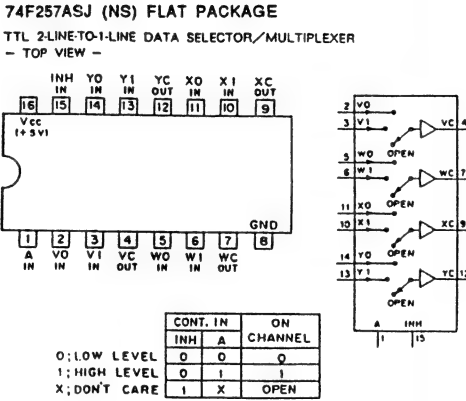 74F257ASJ (NS) FLAT PACKAGE
TTL 2-LINE-TO-1-LINE DATA SELECTOR/MULTIPLEXER
– TOP VIEW –
INH Y0 Y1 YC X0 X1 XC
IN IN IN OUT IN IN OUT
16 15 14 13 12 11 10 9
Vcc
(+5V)
GND
1 2 3 4 5 6 7 8
A V0 V1 VC W0 W1 WC
IN IN IN OUT IN IN OUT
2 V0
3 V1 VC 4
OPEN
5 W0
6 W1 WC 7
OPEN
11 X0
10 X1 XC 9
OPEN
14 Y0
13 Y1 YC 12
OPEN
A INH
1 15
CONT. IN ON
INH A CHANNEL
0;LOW LEVEL 0 0 0
1;HIGH LEVEL 0 1 1
X;DON'T CARE 1 X OPEN